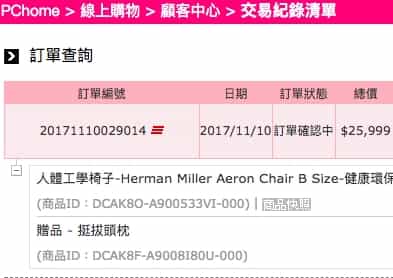 PChome > 線上購物 > 顧客中心 > 交易紀錄清單
訂單查詢
訂單編號 日期 訂單狀態 總價
20171110029014 2017/11/10 訂單確認中 $25,999
人體工學椅子-Herman Miller Aeron Chair B Size-健康環保
(商品ID：DCAK8O-A900533VI-000) | 商品快照
贈品 - 挺拔頭枕
(商品ID：DCAK8F-A9008I80U-000)